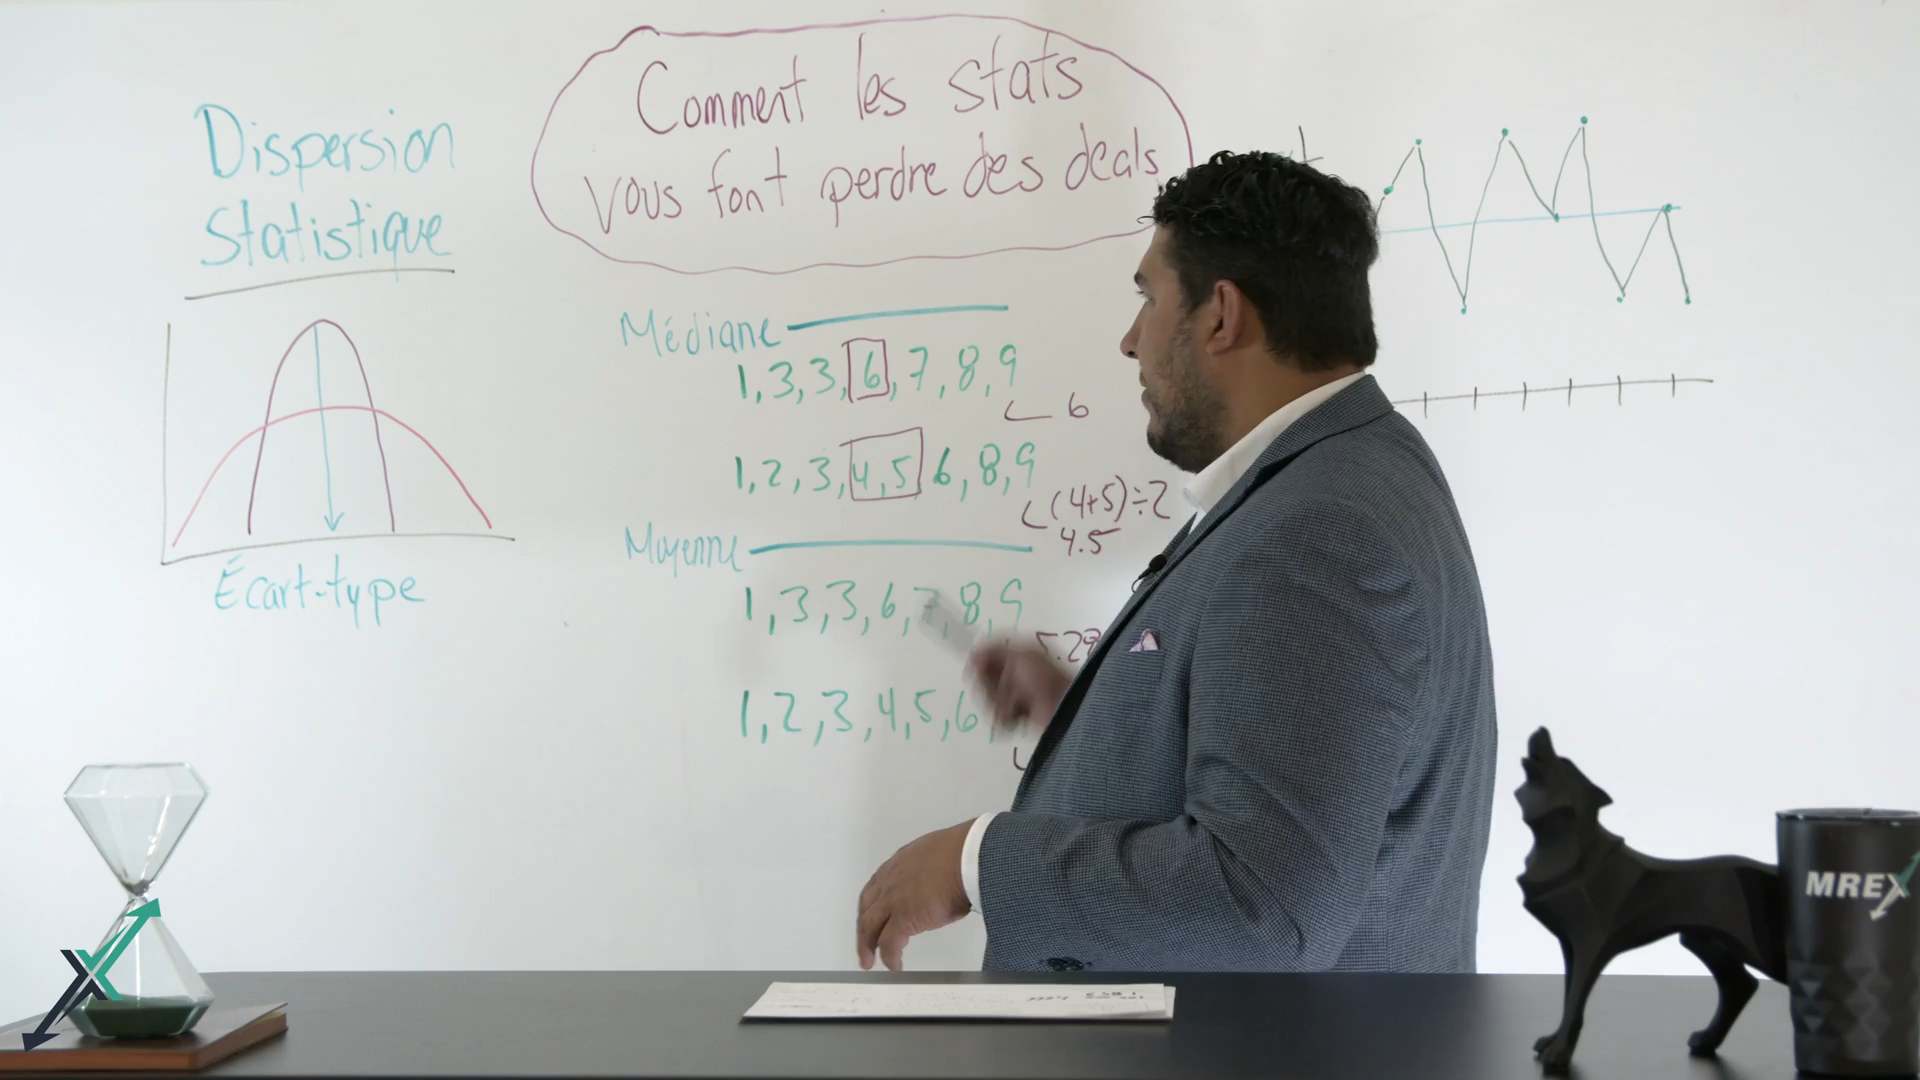 Comment les stats
vous font perdre des deals
Dispersion
Statistique
Écart-type
Médiane
1,3,3,6,7,8,9
6
1,2,3,4,5,6,8,9
(4+5)÷2
4.5
Moyenne
1,3,3,6,7,8,9
1,2,3,4,5,6
MREX